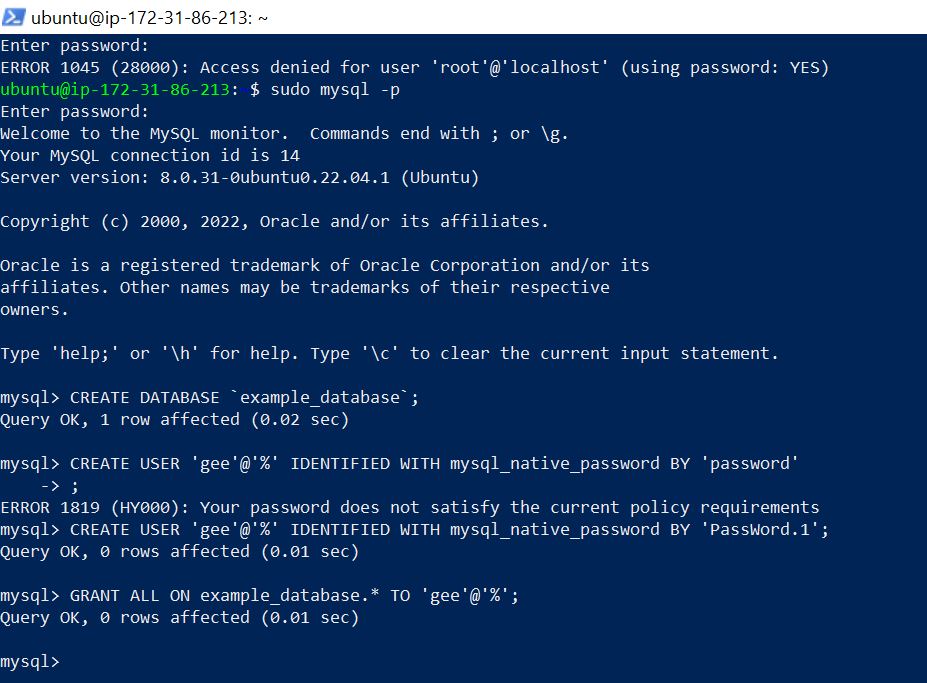 ubuntu@ip-172-31-86-213: ~
Enter password:
ERROR 1045 (28000): Access denied for user 'root'@'localhost' (using password: YES)
ubuntu@ip-172-31-86-213:~$ sudo mysql -p
Enter password:
Welcome to the MySQL monitor.  Commands end with ; or \g.
Your MySQL connection id is 14
Server version: 8.0.31-0ubuntu0.22.04.1 (Ubuntu)
Copyright (c) 2000, 2022, Oracle and/or its affiliates.
Oracle is a registered trademark of Oracle Corporation and/or its
affiliates. Other names may be trademarks of their respective
owners.
Type 'help;' or '\h' for help. Type '\c' to clear the current input statement.
mysql> CREATE DATABASE `example_database`;
Query OK, 1 row affected (0.02 sec)
mysql> CREATE USER 'gee'@'%' IDENTIFIED WITH mysql_native_password BY 'password'
    -> ;
ERROR 1819 (HY000): Your password does not satisfy the current policy requirements
mysql> CREATE USER 'gee'@'%' IDENTIFIED WITH mysql_native_password BY 'PassWord.1';
Query OK, 0 rows affected (0.01 sec)
mysql> GRANT ALL ON example_database.* TO 'gee'@'%';
Query OK, 0 rows affected (0.01 sec)
mysql>